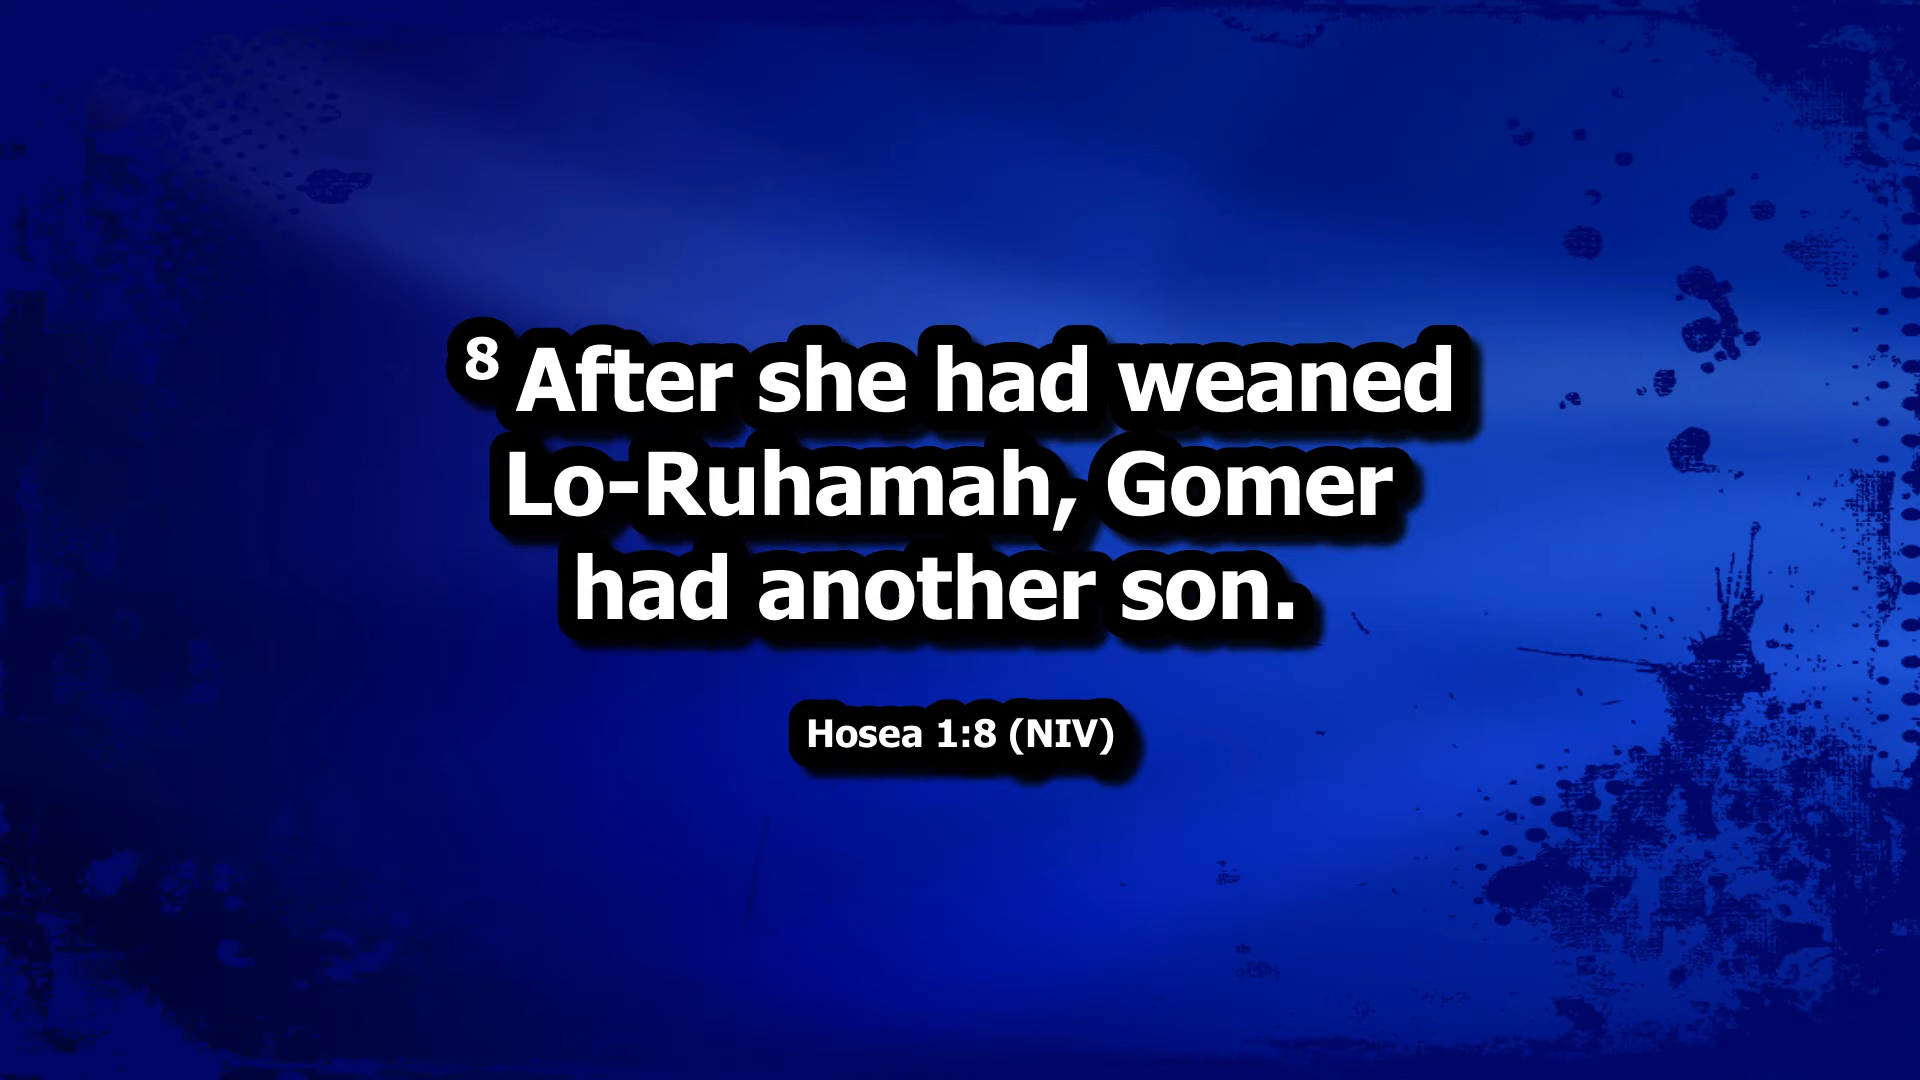 8 After she had weaned
Lo-Ruhamah, Gomer
had another son.
Hosea 1:8 (NIV)